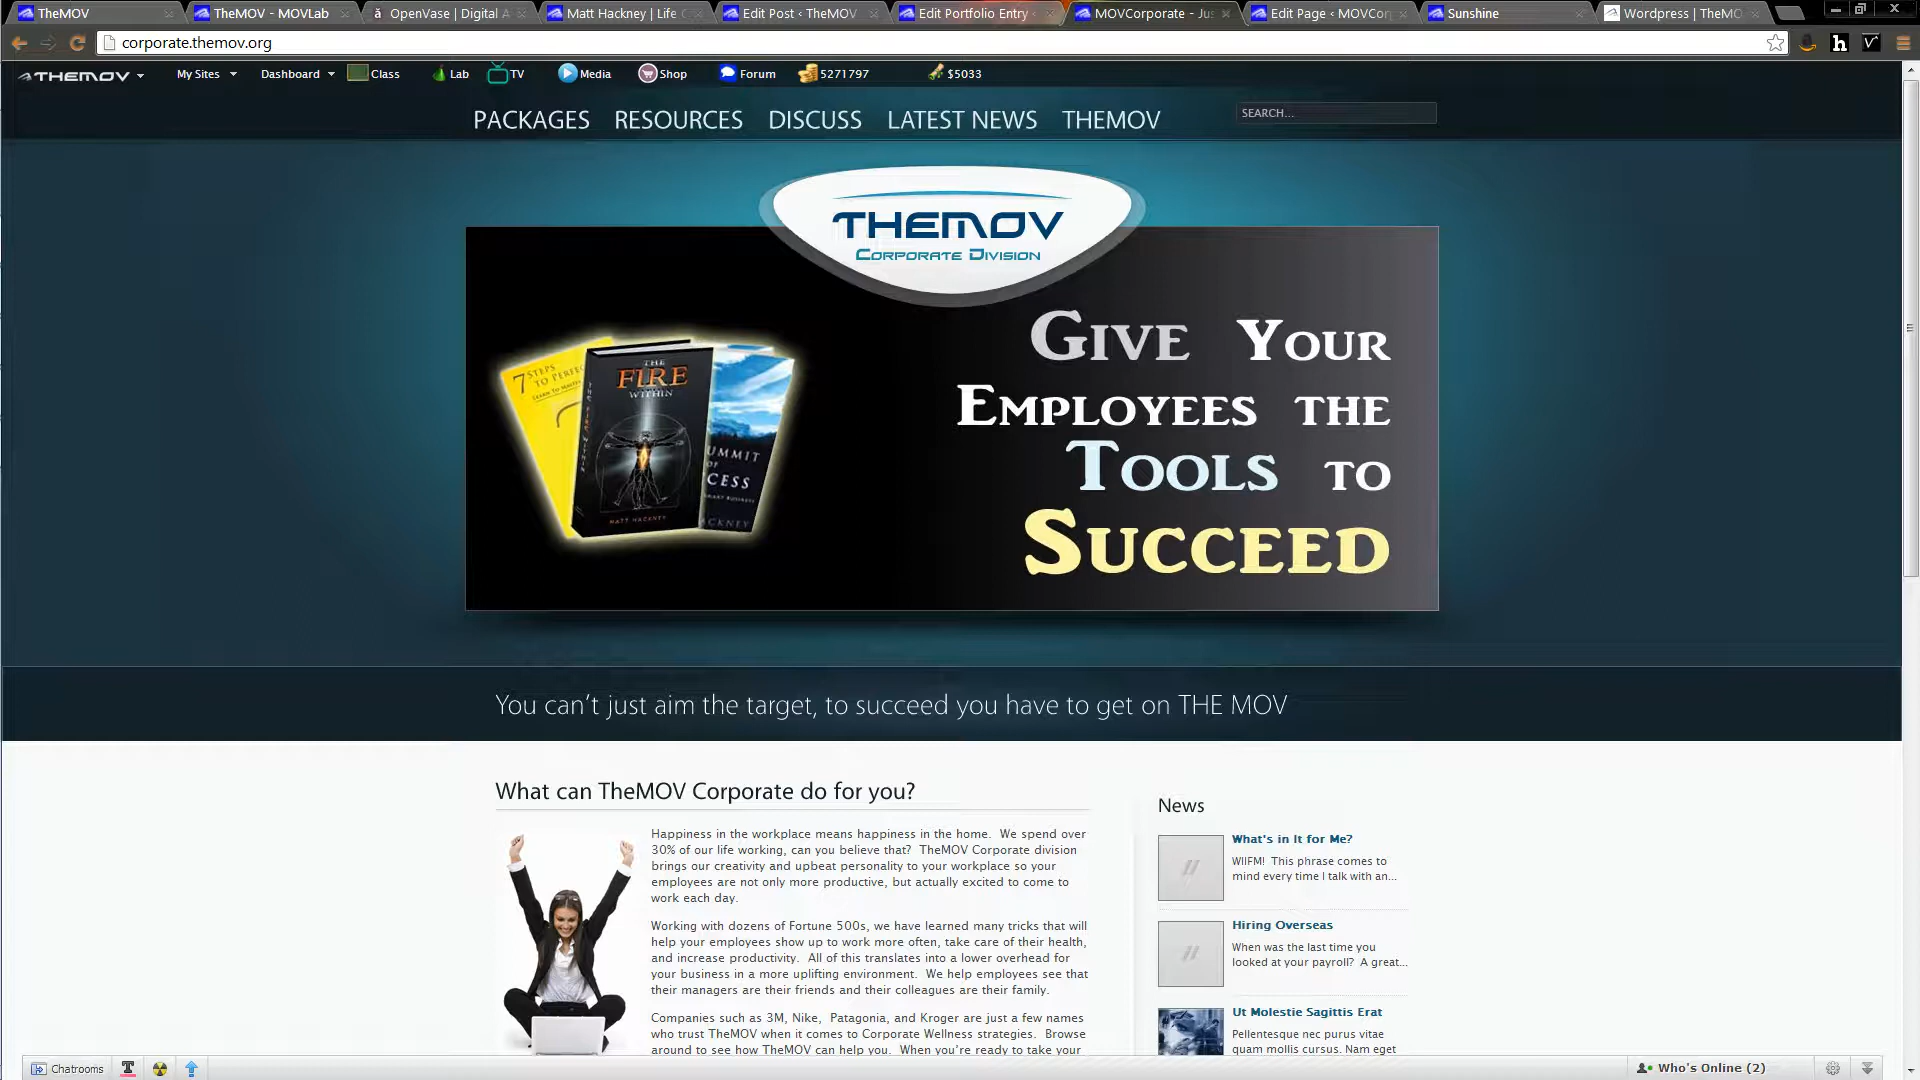 TheMOV
TheMOV - MOVLab
OpenVase | Digital A
Matt Hackney | Life C
Edit Post ‹ TheMOV
Edit Portfolio Entry ‹
MOVCorporate - Jus
Edit Page ‹ MOVCor
Sunshine
Wordpress | TheMO
corporate.themov.org
THEMOV
My Sites
Dashboard
Class
Lab
TV
Media
Shop
Forum
5271797
$5033
PACKAGES
RESOURCES
DISCUSS
LATEST NEWS
THEMOV
SEARCH...
THEMOV
CORPORATE DIVISION
7 STEPS
TO PERFEC
THE
FIRE
WITHIN
THE FIRE WITHIN
MATT HACKNEY
UMMIT
OF
CESS
MART BUSINESS
ACKNEY
GIVE YOUR
EMPLOYEES THE
TOOLS TO
SUCCEED
You can’t just aim the target, to succeed you have to get on THE MOV
What can TheMOV Corporate do for you?
Happiness in the workplace means happiness in the home. We spend over
30% of our life working, can you believe that? TheMOV Corporate division
brings our creativity and upbeat personality to your workplace so your
employees are not only more productive, but actually excited to come to
work each day.
Working with dozens of Fortune 500s, we have learned many tricks that will
help your employees show up to work more often, take care of their health,
and increase productivity. All of this translates into a lower overhead for
your business in a more uplifting environment. We help employees see that
their managers are their friends and their colleagues are their family.
Companies such as 3M, Nike, Patagonia, and Kroger are just a few names
who trust TheMOV when it comes to Corporate Wellness strategies. Browse
around to see how TheMOV can help you. When you’re ready to take your
News
What's in It for Me?
WIIFM! This phrase comes to
mind every time I talk with an...
Hiring Overseas
When was the last time you
looked at your payroll? A great...
Ut Molestie Sagittis Erat
Pellentesque nec purus vitae
quam mollis cursus. Nam eget
Chatrooms
Who's Online (2)